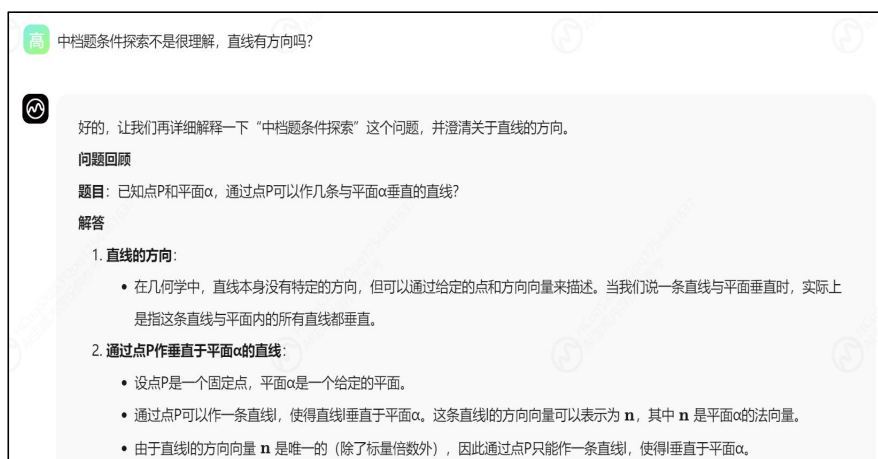 高 中档题条件探索不是很理解，直线有方向吗？
好的，让我们再详细解释一下“中档题条件探索”这个问题，并澄清关于直线的方向。
问题回顾
题目：已知点P和平面α，通过点P可以作几条与平面α垂直的直线？
解答
1. 直线的方向：
• 在几何学中，直线本身没有特定的方向，但可以通过给定的点和方向向量来描述。当我们说一条直线与平面垂直时，实际上
是指这条直线与平面内的所有直线都垂直。
2. 通过点P作垂直于平面α的直线：
• 设点P是一个固定点，平面α是一个给定的平面。
• 通过点P可以作一条直线l，使得直线l垂直于平面α。这条直线l的方向向量可以表示为 n，其中 n 是平面α的法向量。
• 由于直线l的方向向量 n 是唯一的（除了标量倍数外），因此通过点P只能作一条直线l，使得l垂直于平面α。